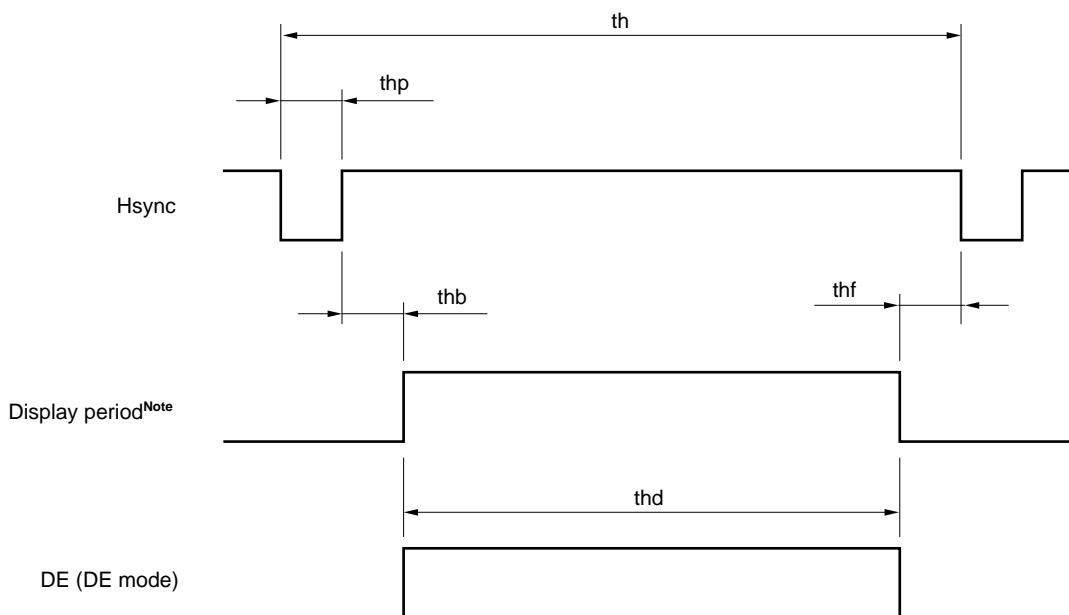 th
thp
Hsync
thb
thf
Display periodNote
thd
DE (DE mode)